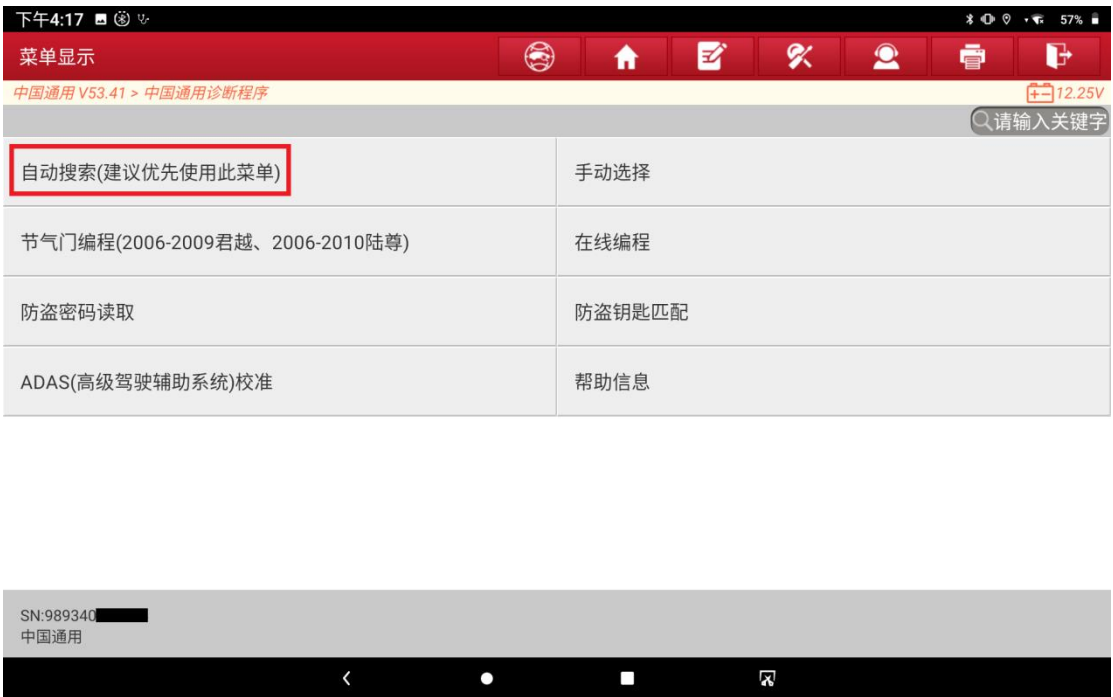 下午4:17
57%
菜单显示
中国通用 V53.41 > 中国通用诊断程序
12.25V
请输入关键字
自动搜索(建议优先使用此菜单)
手动选择
节气门编程(2006-2009君越、2006-2010陆尊)
在线编程
防盗密码读取
防盗钥匙匹配
ADAS(高级驾驶辅助系统)校准
帮助信息
SN:989340
中国通用